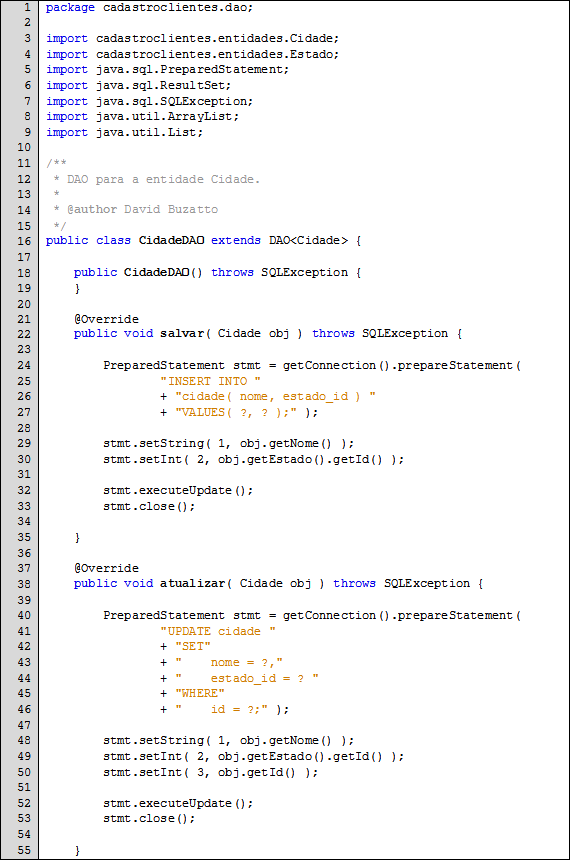 1 package cadastroclientes.dao;
2
3 import cadastroclientes.entidades.Cidade;
4 import cadastroclientes.entidades.Estado;
5 import java.sql.PreparedStatement;
6 import java.sql.ResultSet;
7 import java.sql.SQLException;
8 import java.util.ArrayList;
9 import java.util.List;
10
11 /**
12  * DAO para a entidade Cidade.
13  *
14  * @author David Buzatto
15  */
16 public class CidadeDAO extends DAO<Cidade> {
17
18     public CidadeDAO() throws SQLException {
19     }
20
21     @Override
22     public void salvar( Cidade obj ) throws SQLException {
23
24         PreparedStatement stmt = getConnection().prepareStatement(
25                 "INSERT INTO "
26                 + "cidade( nome, estado_id ) "
27                 + "VALUES( ?, ? );" );
28
29         stmt.setString( 1, obj.getNome() );
30         stmt.setInt( 2, obj.getEstado().getId() );
31
32         stmt.executeUpdate();
33         stmt.close();
34
35     }
36
37     @Override
38     public void atualizar( Cidade obj ) throws SQLException {
39
40         PreparedStatement stmt = getConnection().prepareStatement(
41                 "UPDATE cidade "
42                 + "SET"
43                 + "    nome = ?,"
44                 + "    estado_id = ? "
45                 + "WHERE"
46                 + "    id = ?;" );
47
48         stmt.setString( 1, obj.getNome() );
49         stmt.setInt( 2, obj.getEstado().getId() );
50         stmt.setInt( 3, obj.getId() );
51
52         stmt.executeUpdate();
53         stmt.close();
54
55     }